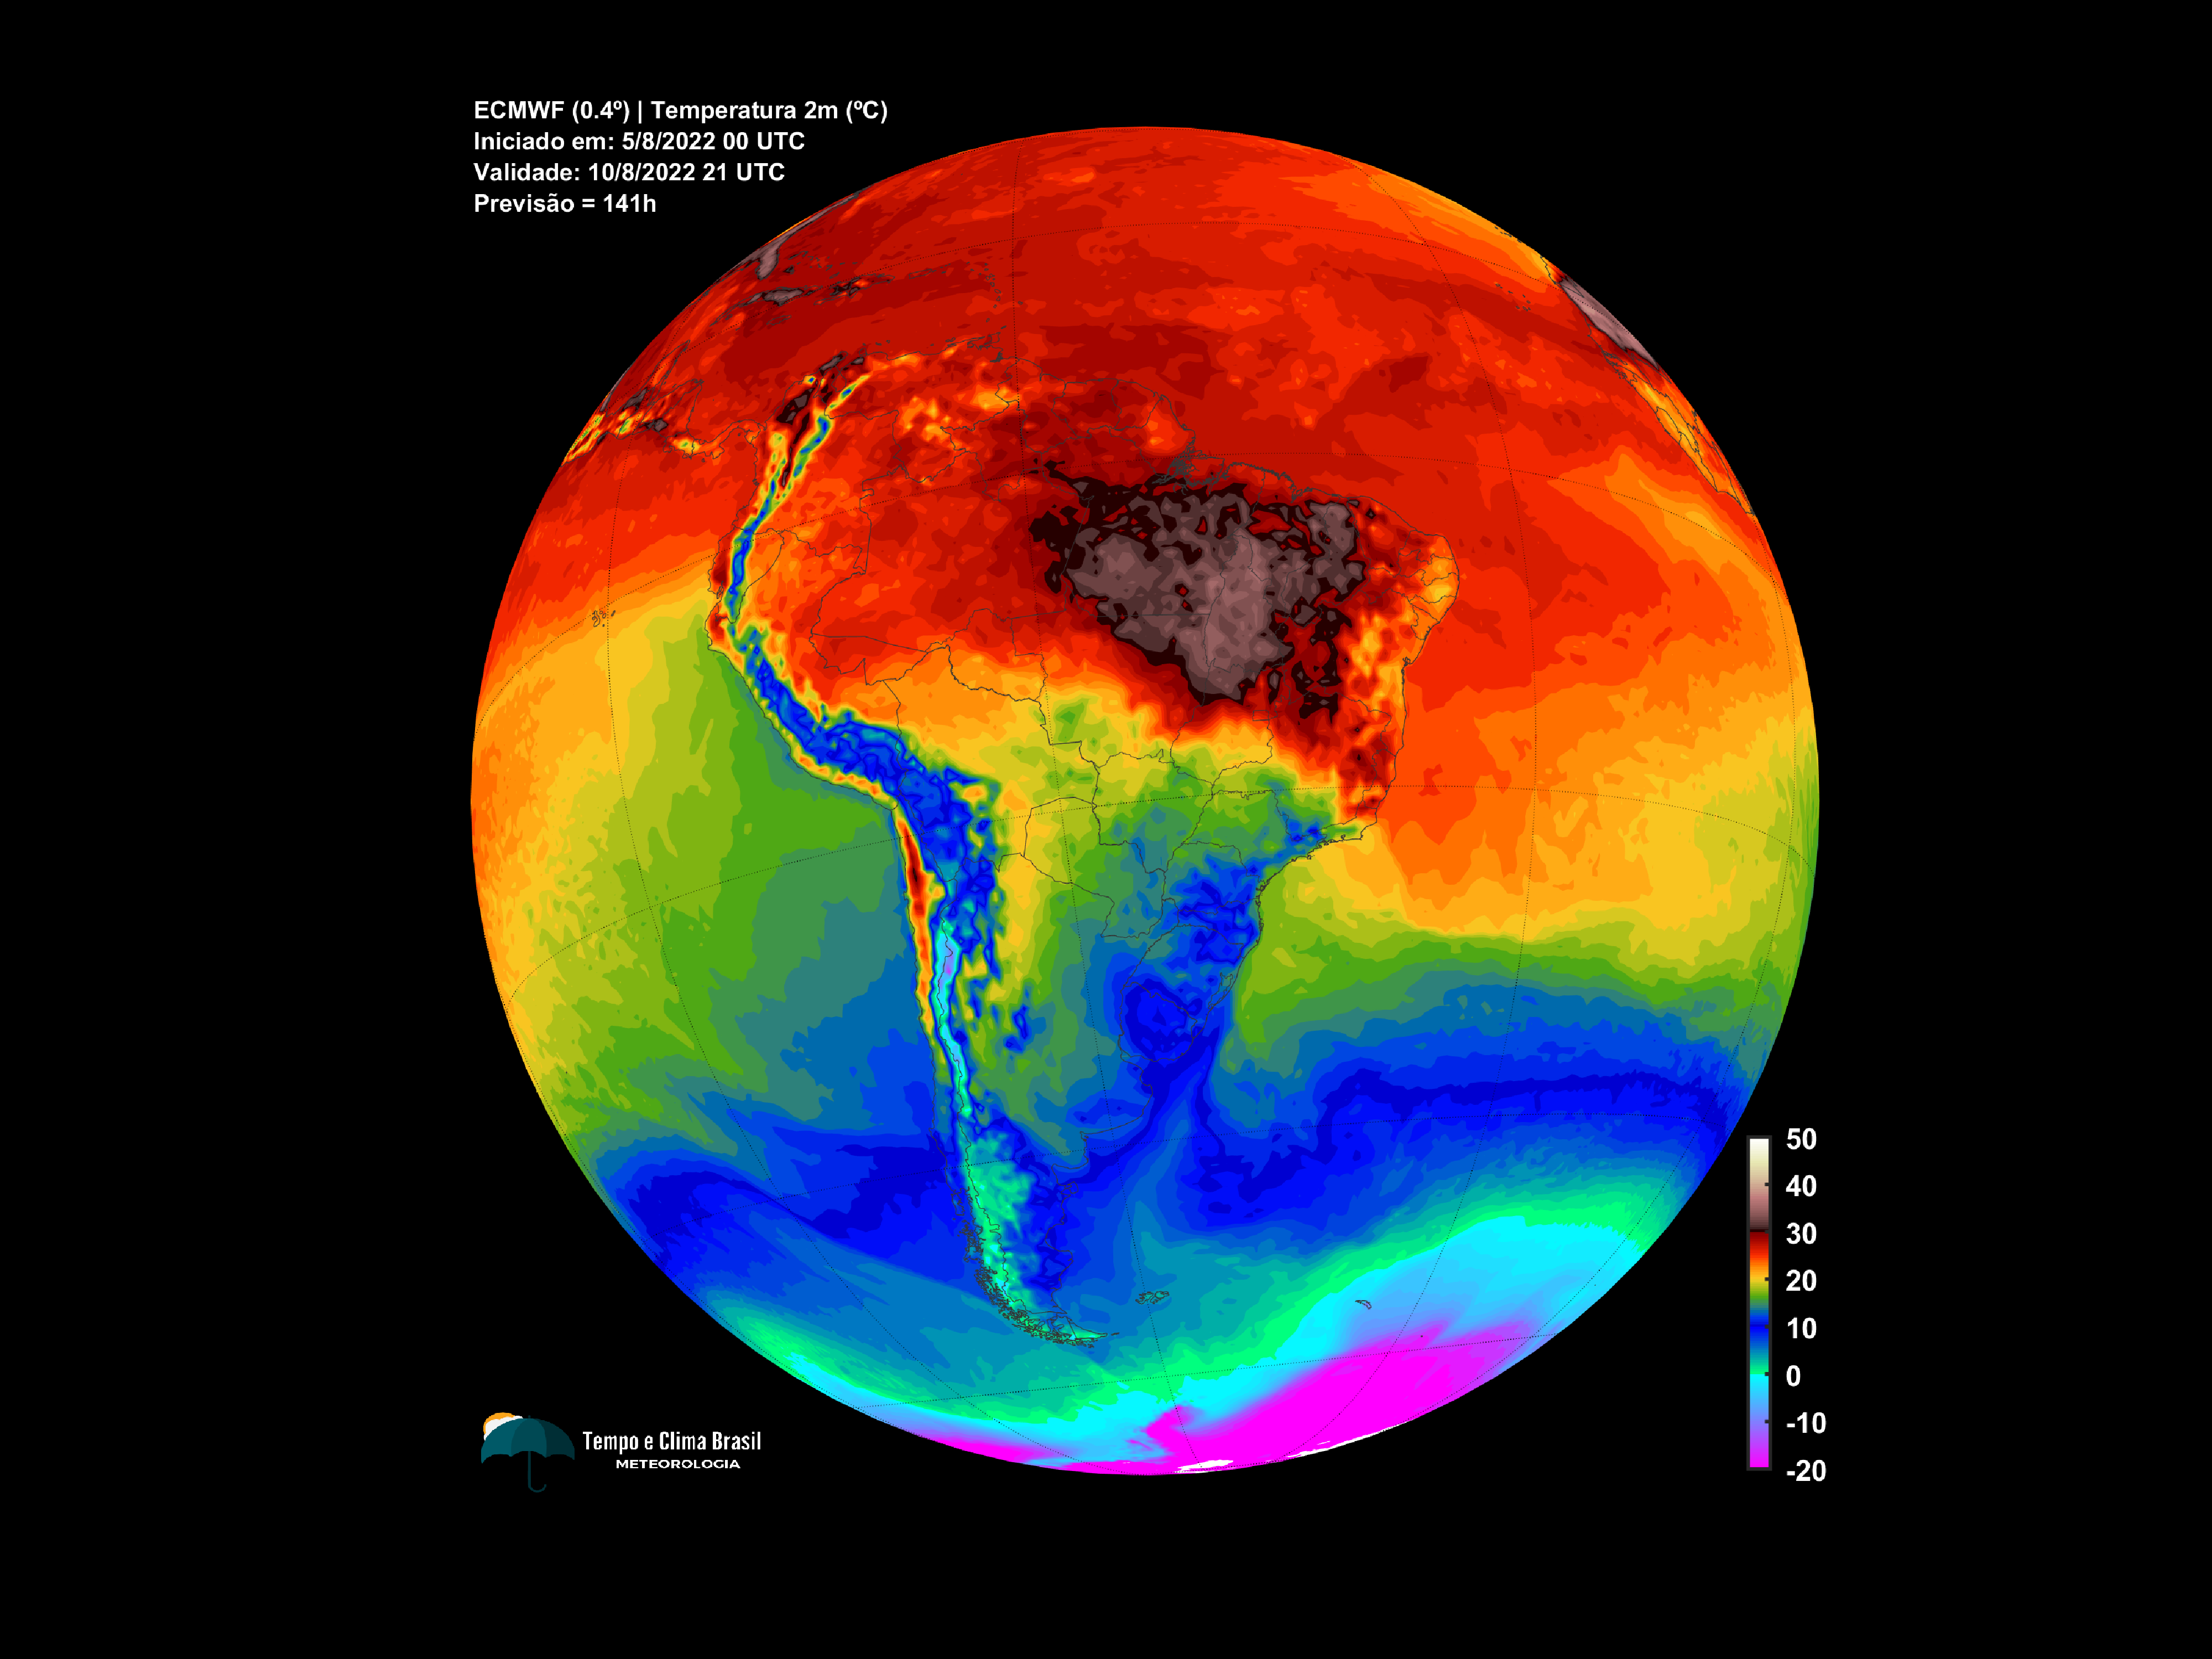 ECMWF (0.4º) | Temperatura 2m (ºC)
Iniciado em: 5/8/2022 00 UTC
Validade: 10/8/2022 21 UTC
Previsão = 141h
50
40
30
20
10
0
-10
-20
Tempo e Clima Brasil
METEOROLOGIA